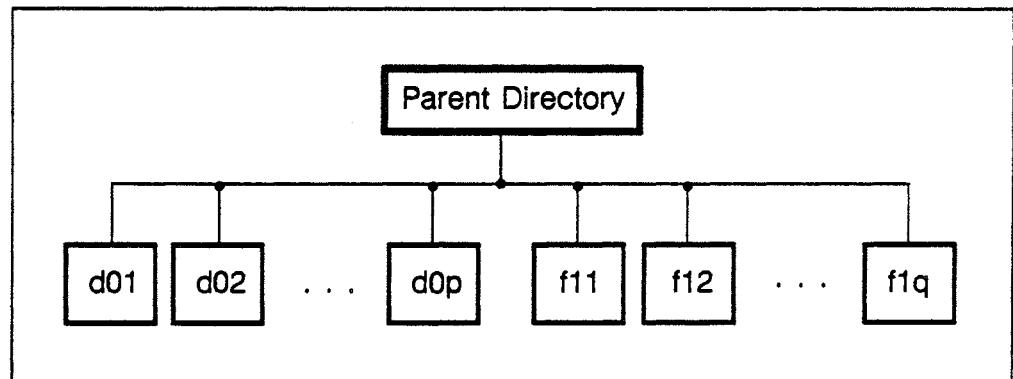 Parent Directory
d01 d02 . . . d0p f11 f12 . . . f1q